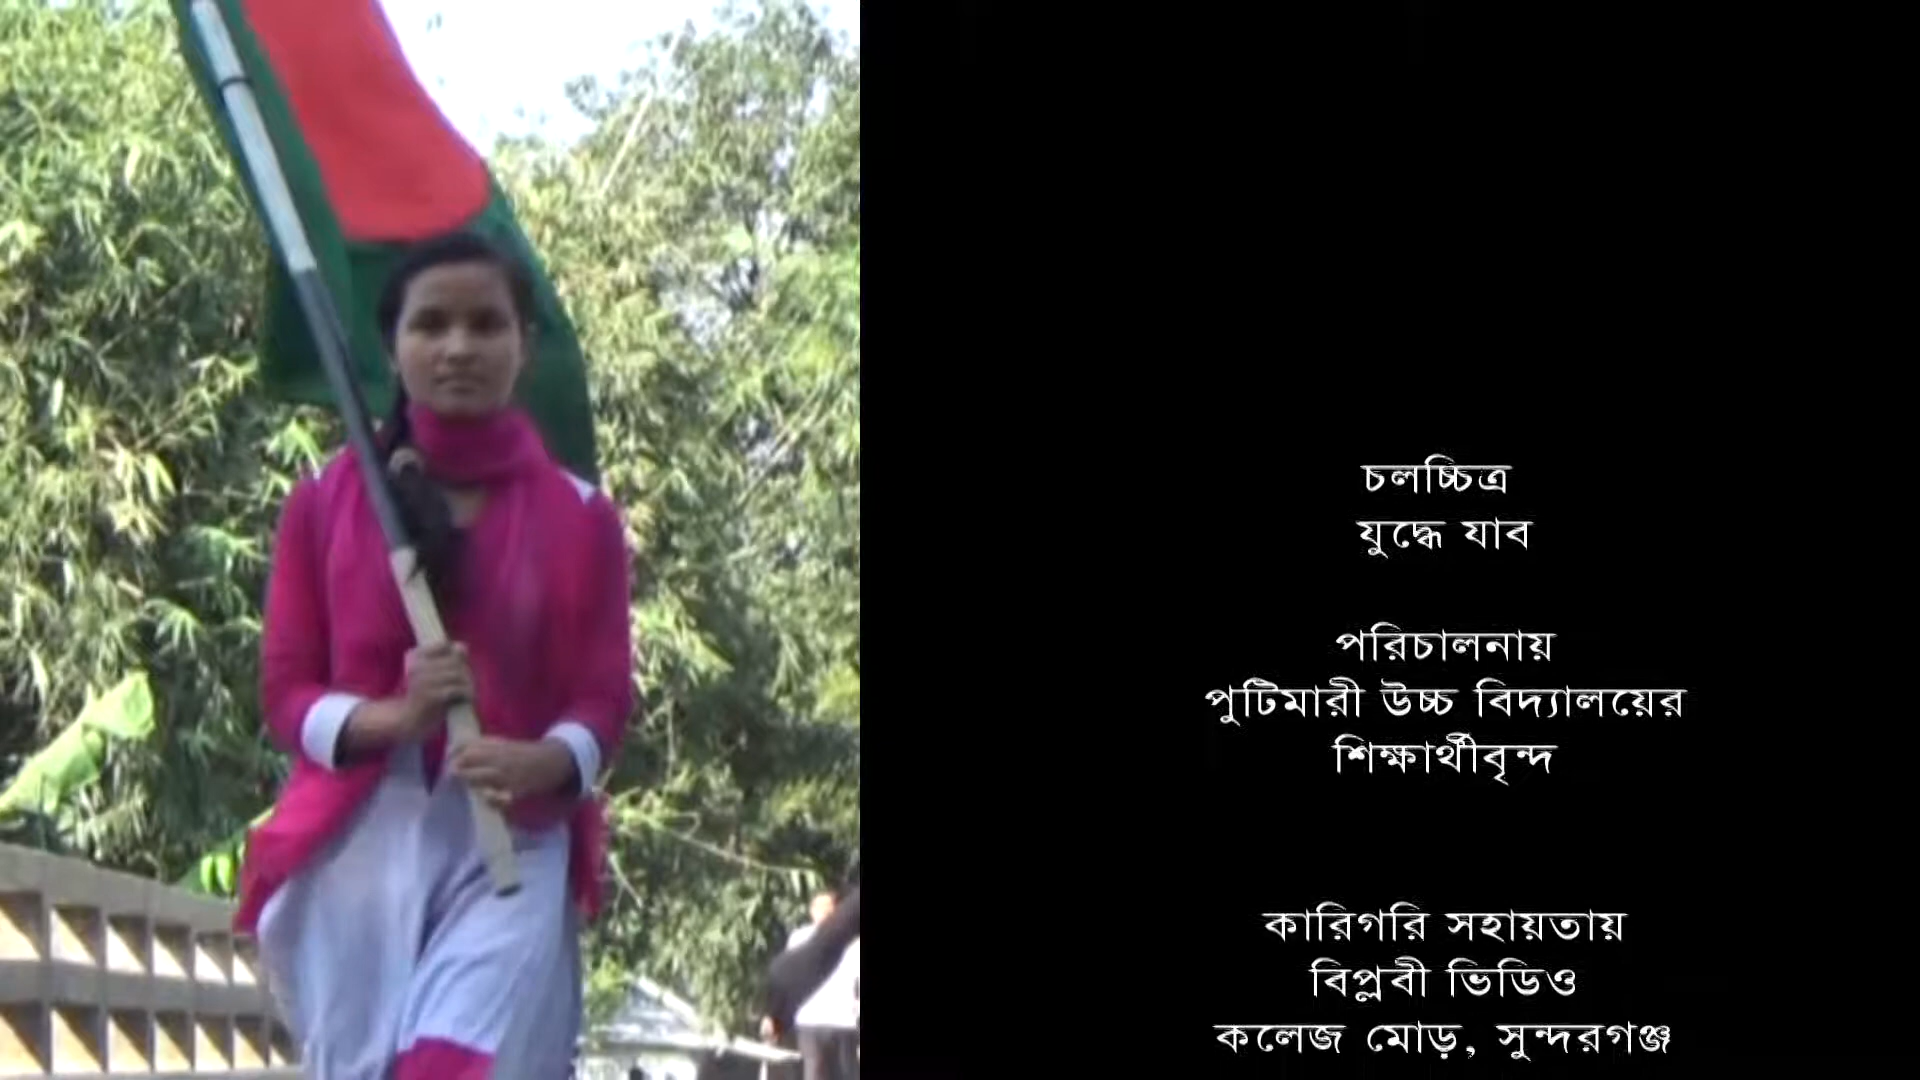 চলচ্চিত্র
যুদ্ধে যাব
পরিচালনায়
পুটিমারী উচ্চ বিদ্যালয়ের
শিক্ষার্থীবৃন্দ
কারিগরি সহায়তায়
বিপ্লবী ভিডিও
কলেজ মোড়, সুন্দরগঞ্জ